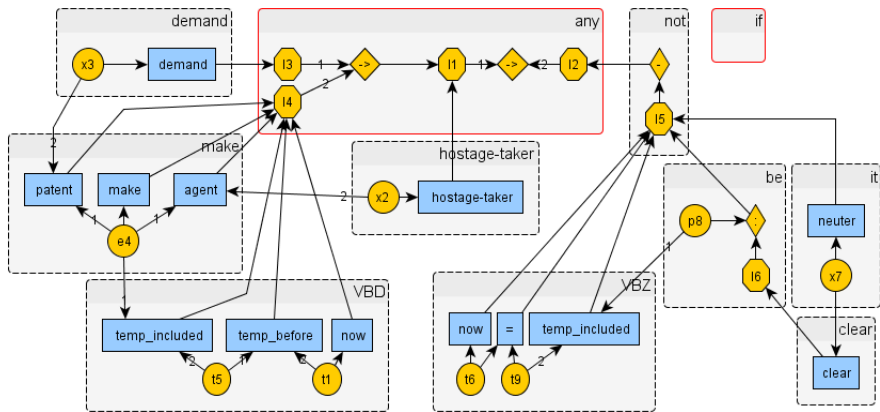 demand
any
not
if
x3
demand
l3
1
->
l1
1
->
2
l2
-
l4
2
l5
2
make
hostage-taker
be
it
patent
make
agent
2
x2
hostage-taker
p8
:
neuter
1
1
e4
1
l6
x7
1
VBD
VBZ
clear
temp_included
temp_before
now
now
=
temp_included
clear
2
t5
1
2
t1
t6
t9
2